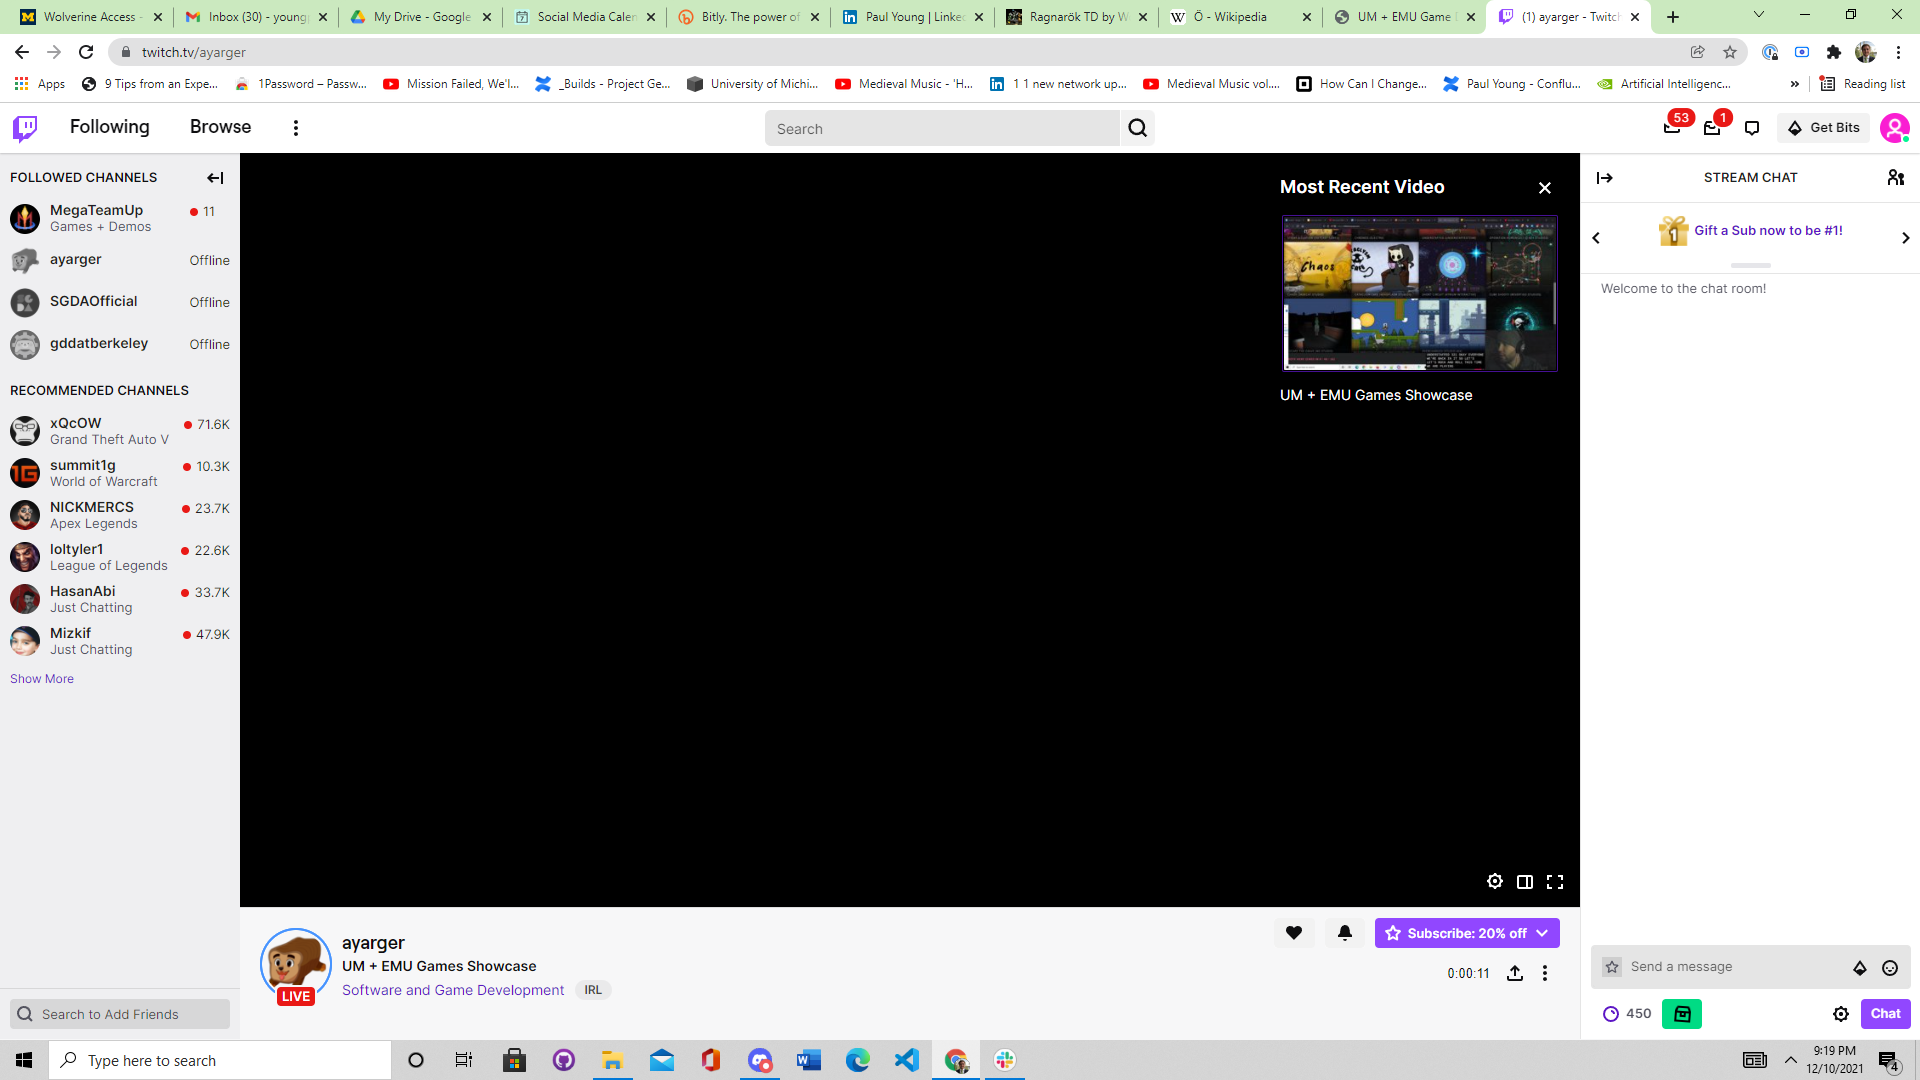 Wolverine Access -
Inbox (30) - young
My Drive - Google
Social Media Calen
Bitly. The power of
Paul Young | Linked
Ragnarök TD by W
Ö - Wikipedia
UM + EMU Game
(1) ayarger - Twitch
twitch.tv/ayarger
Apps
9 Tips from an Expe...
1Password – Passw...
Mission Failed, We'l...
_Builds - Project Ge...
University of Michi...
Medieval Music - 'H...
1 1 new network up...
Medieval Music vol....
How Can I Change...
Paul Young - Conflu...
Artificial Intelligenc...
»
Reading list
Following
Browse
Search
53
1
Get Bits
FOLLOWED CHANNELS
MegaTeamUp
11
Games + Demos
ayarger
Offline
SGDAOfficial
Offline
gddatberkeley
Offline
RECOMMENDED CHANNELS
xQcOW
71.6K
Grand Theft Auto V
summit1g
10.3K
World of Warcraft
NICKMERCS
23.7K
Apex Legends
loltyler1
22.6K
League of Legends
HasanAbi
33.7K
Just Chatting
Mizkif
47.9K
Just Chatting
Show More
Search to Add Friends
Most Recent Video
Chaos
UM + EMU Games Showcase
STREAM CHAT
1
Gift a Sub now to be #1!
Welcome to the chat room!
LIVE
ayarger
UM + EMU Games Showcase
Software and Game Development
IRL
Subscribe: 20% off
0:00:11
Send a message
450
Chat
Type here to search
9:19 PM
12/10/2021
4